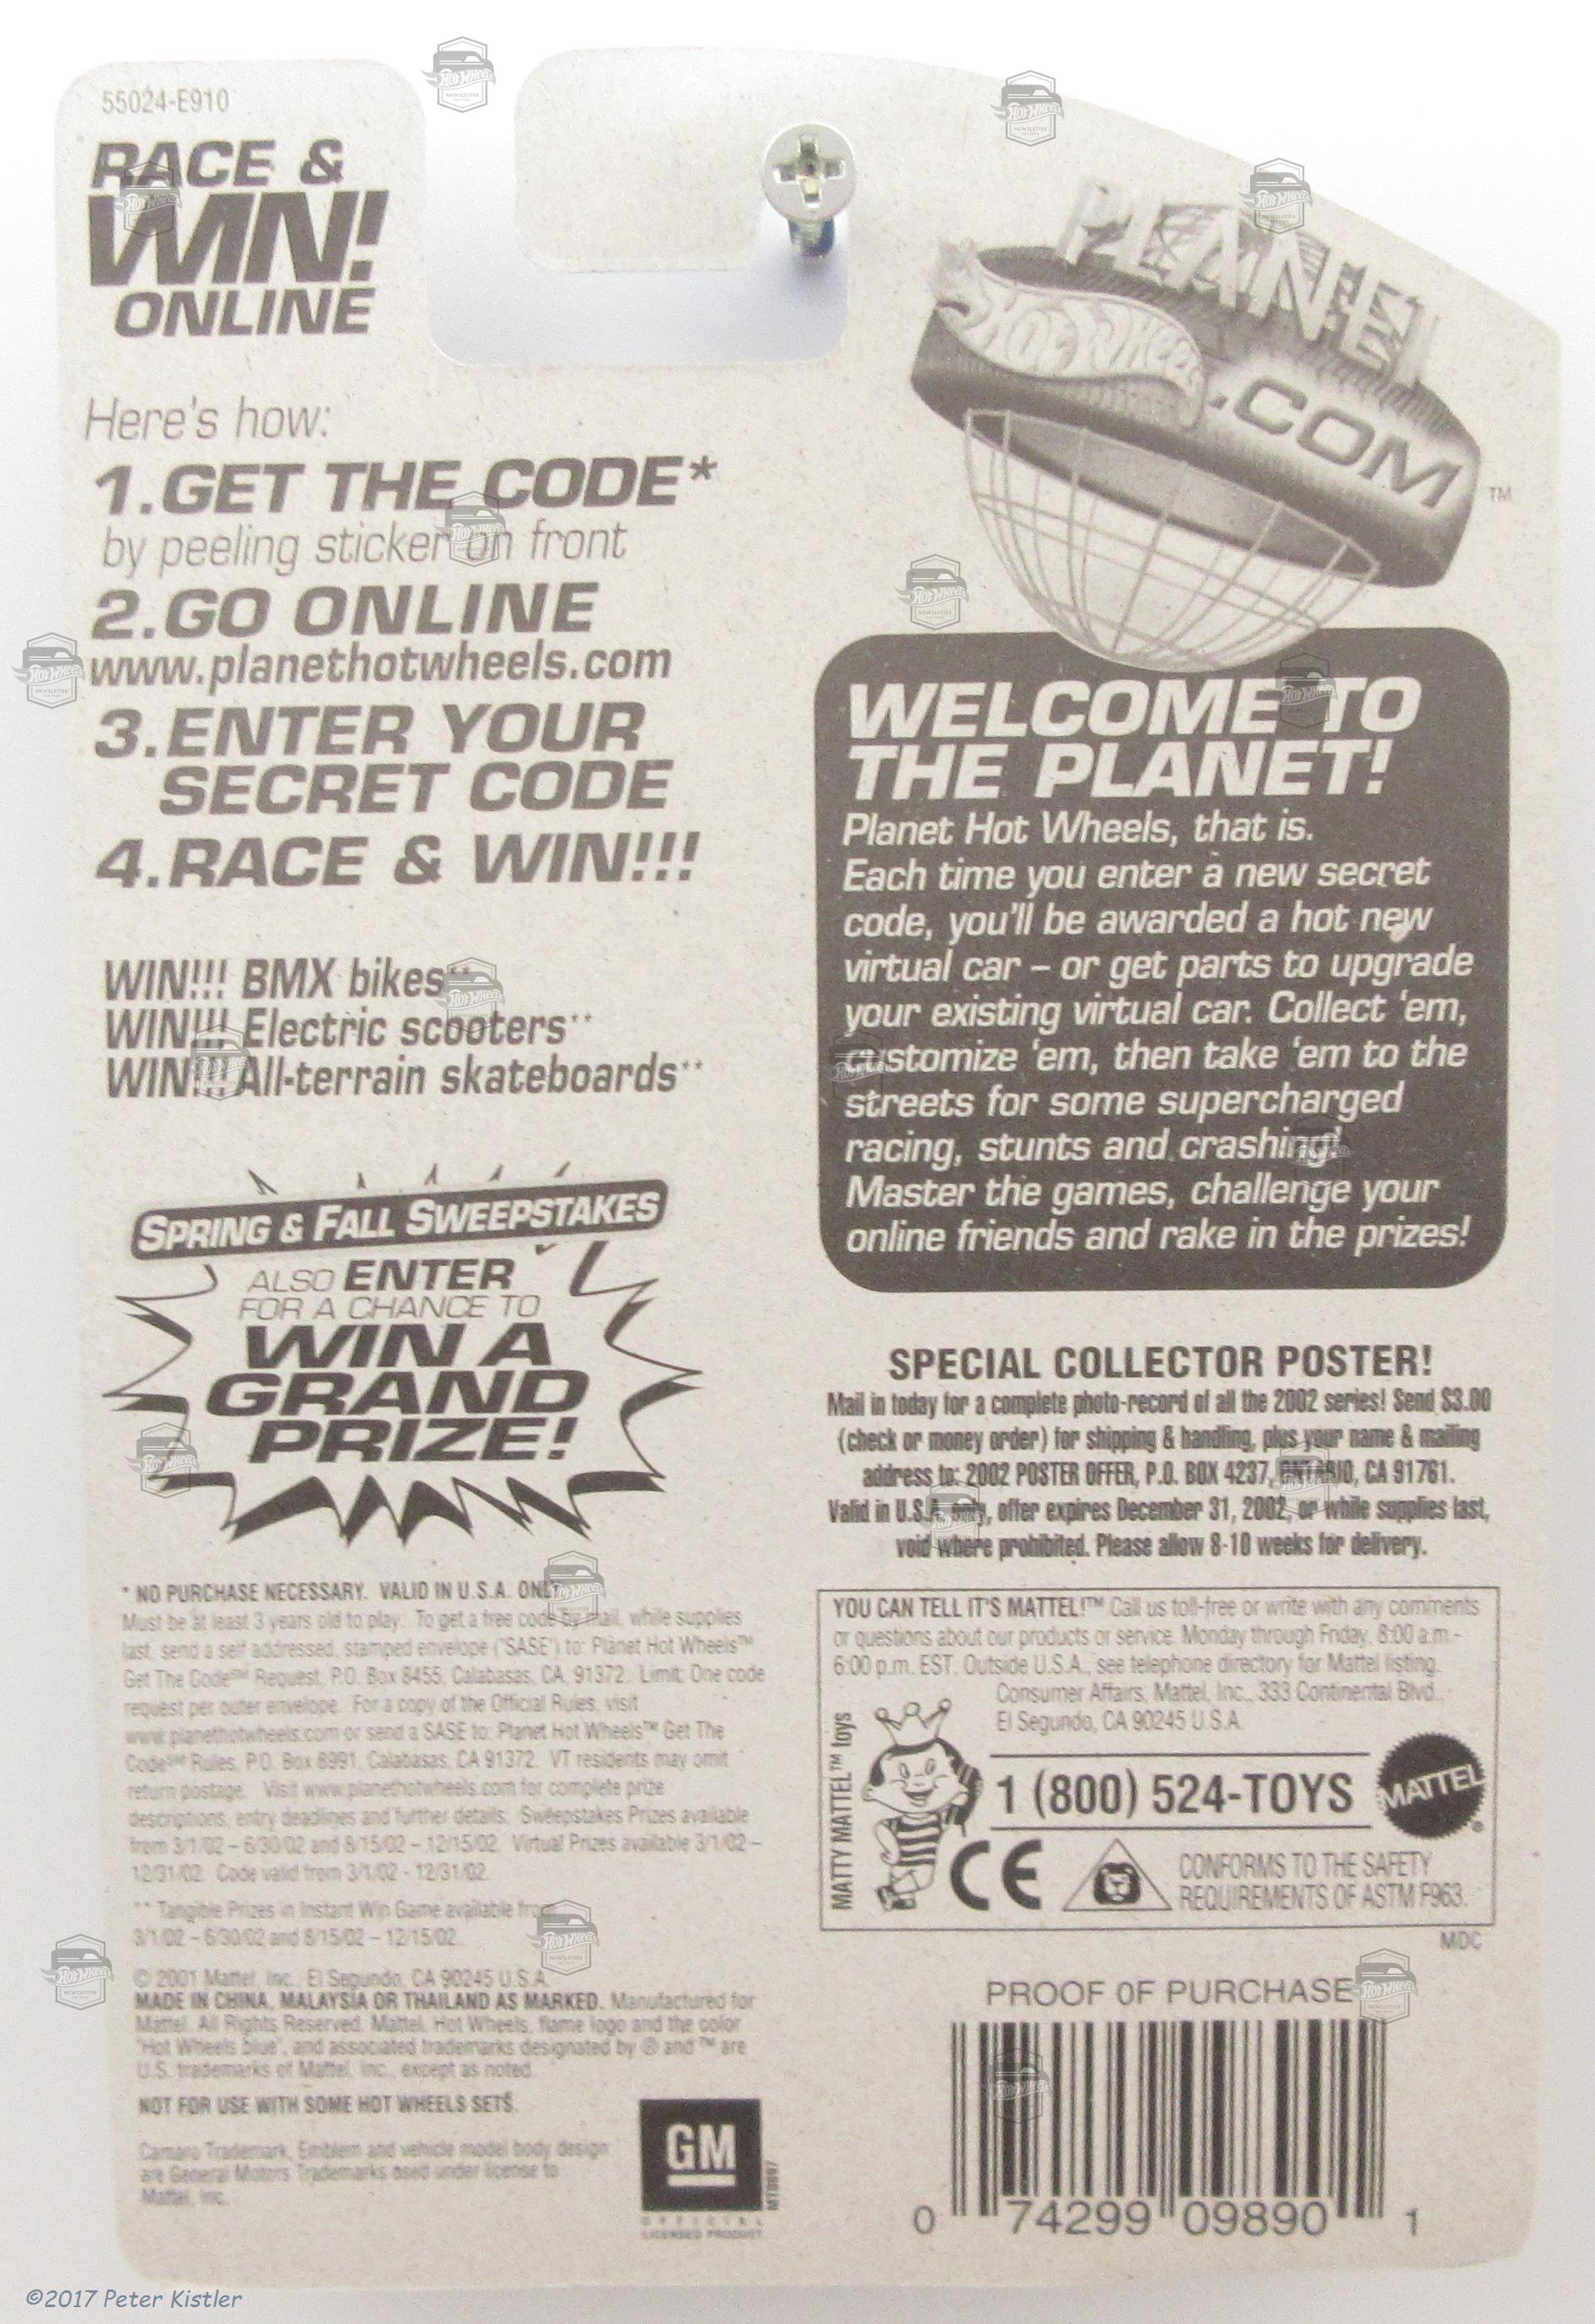 55024-E910
RACE &
WIN!
ONLINE
Here's how:
1.GET THE CODE*
by peeling sticker on front
2.GO ONLINE
www.planethotwheels.com
3.ENTER YOUR
SECRET CODE
4.RACE & WIN!!!
WIN!!! BMX bikes**
WIN!!! Electric scooters**
WIN!!! All-terrain skateboards**
SPRING & FALL SWEEPSTAKES
ALSO ENTER
FOR A CHANCE TO
WIN A
GRAND
PRIZE!
* NO PURCHASE NECESSARY. VALID IN U.S.A. ONLY.
Must be at least 3 years old to play. To get a free code by mail, while supplies
last, send a self addressed, stamped envelope ("SASE") to: Planet Hot Wheels™
Get The Code℠ Request, P.O. Box 8455, Calabasas, CA. 91372. Limit: One code
request per outer envelope. For a copy of the Official Rules, visit
www.planethotwheels.com or send a SASE to: Planet Hot Wheels™ Get The
Code℠ Rules, P.O. Box 8991, Calabasas, CA 91372. VT residents may omit
return postage. Visit www.planethotwheels.com for complete prize
descriptions, entry deadlines and further details. Sweepstakes Prizes available
from 3/1/02 – 6/30/02 and 8/15/02 – 12/15/02. Virtual Prizes available 3/1/02 –
12/31/02. Code valid from 3/1/02 - 12/31/02.
** Tangible Prizes in Instant Win Game available from
3/1/02 – 6/30/02 and 8/15/02 – 12/15/02.
© 2001 Mattel, Inc., El Segundo, CA 90245 U.S.A.
MADE IN CHINA, MALAYSIA OR THAILAND AS MARKED. Manufactured for
Mattel. All Rights Reserved. Mattel, Hot Wheels, flame logo and the color
"Hot Wheels blue", and associated trademarks designated by ® and ™ are
U.S. trademarks of Mattel, Inc., except as noted.
NOT FOR USE WITH SOME HOT WHEELS SETS.
Camaro Trademark, Emblem and vehicle model body design
are General Motors Trademarks used under license to
Mattel, Inc.
GM
OFFICIAL
LICENSED PRODUCT
PLANET
HOT WHEELS
.COM
™
WELCOME TO
THE PLANET!
Planet Hot Wheels, that is.
Each time you enter a new secret
code, you'll be awarded a hot new
virtual car – or get parts to upgrade
your existing virtual car. Collect 'em,
customize 'em, then take 'em to the
streets for some supercharged
racing, stunts and crashing!
Master the games, challenge your
online friends and rake in the prizes!
SPECIAL COLLECTOR POSTER!
Mail in today for a complete photo-record of all the 2002 series! Send $3.00
(check or money order) for shipping & handling, plus your name & mailing
address to: 2002 POSTER OFFER, P.O. BOX 4237, ONTARIO, CA 91761.
Valid in U.S.A. only, offer expires December 31, 2002, or while supplies last,
void where prohibited. Please allow 8-10 weeks for delivery.
YOU CAN TELL IT'S MATTEL!™ Call us toll-free or write with any comments
or questions about our products or service. Monday through Friday, 8:00 a.m.-
6:00 p.m. EST. Outside U.S.A., see telephone directory for Mattel listing.
Consumer Affairs, Mattel, Inc., 333 Continental Blvd.,
El Segundo, CA 90245 U.S.A.
MATTY MATTEL™ toys
1 (800) 524-TOYS
MATTEL
®
CE
CONFORMS TO THE SAFETY
REQUIREMENTS OF ASTM F963.
MDC
PROOF OF PURCHASE
0 74299 09890 1
©2017 Peter Kistler